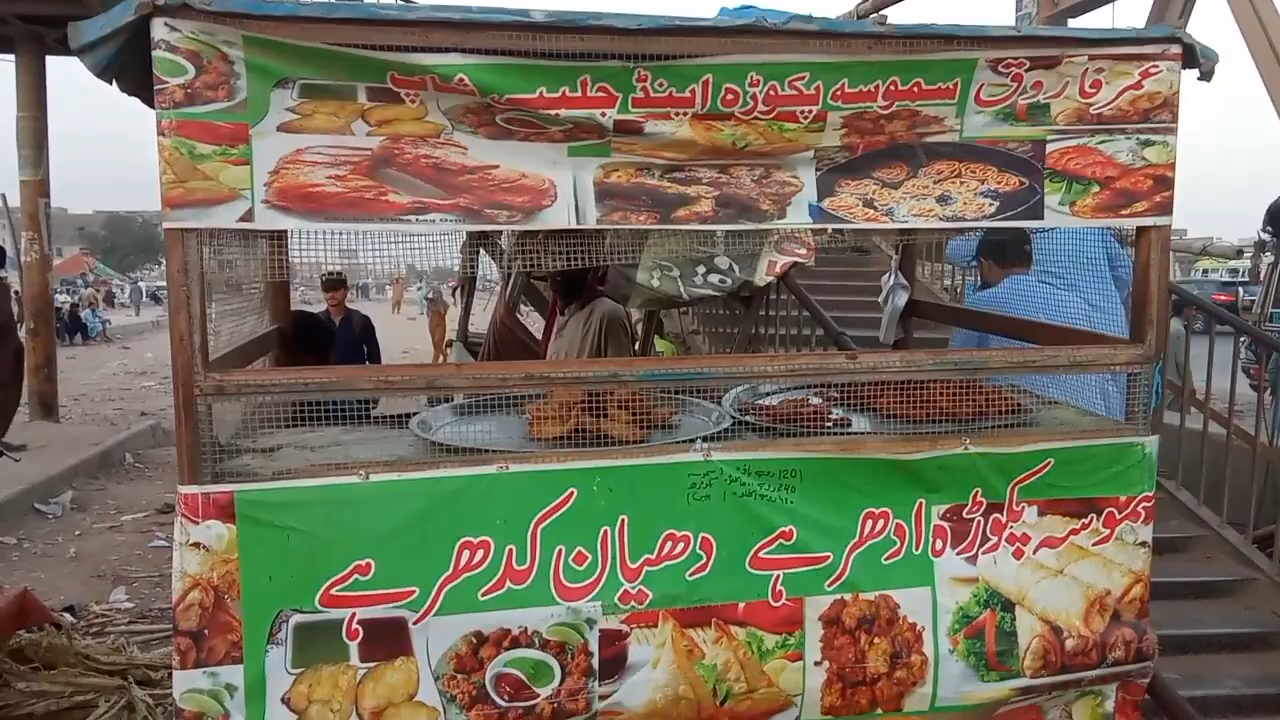 عمر فاروق سموسہ پکوڑہ اینڈ جلیبی شاپ
سموسہ پکوڑہ ادھر ہے دھیان کدھر ہے